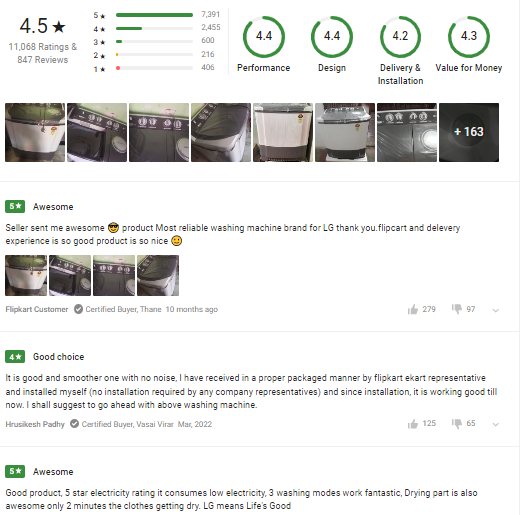 4.5 ★
11,068 Ratings &
847 Reviews
5 ★ 7,391
4 ★ 2,455
3 ★ 600
2 ★ 216
1 ★ 406
4.4 4.4 4.2 4.3
Performance Design Delivery & Installation Value for Money
+ 163
5★ Awesome
Seller sent me awesome 😎 product Most reliable washing machine brand for LG thank you.flipcart and delevery
experience is so good product is so nice 🙂
Flipkart Customer Certified Buyer, Thane 10 months ago 279 97
4★ Good choice
It is good and smoother one with no noise, I have received in a proper packaged manner by flipkart ekart representative
and installed myself (no installation required by any company representatives) and since installation, it is working good till
now. I shall suggest to go ahead with above washing machine.
Hrusikesh Padhy Certified Buyer, Vasai Virar Mar, 2022 125 65
5★ Awesome
Good product, 5 star electricity rating it consumes low electricity, 3 washing modes work fantastic, Drying part is also
awesome only 2 minutes the clothes getting dry. LG means Life's Good